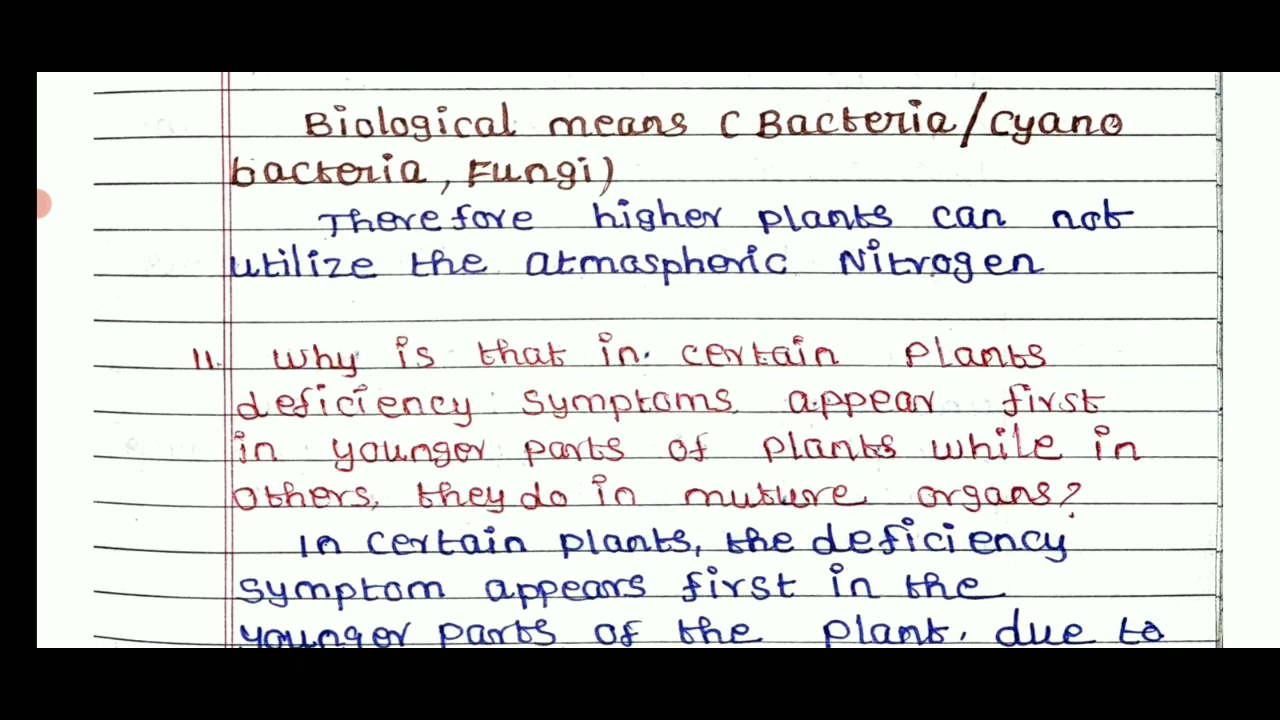 Biological means ( Bacteria/cyano
bacteria, Fungi)
Therefore higher plants can not
utilize the atmospheric Nitrogen
11. Why is that in certain plants
deficiency symptoms appear first
in younger parts of plants while in
others, they do in muture organs?
In certain plants, the deficiency
symptom appears first in the
younger parts of the plant. due to